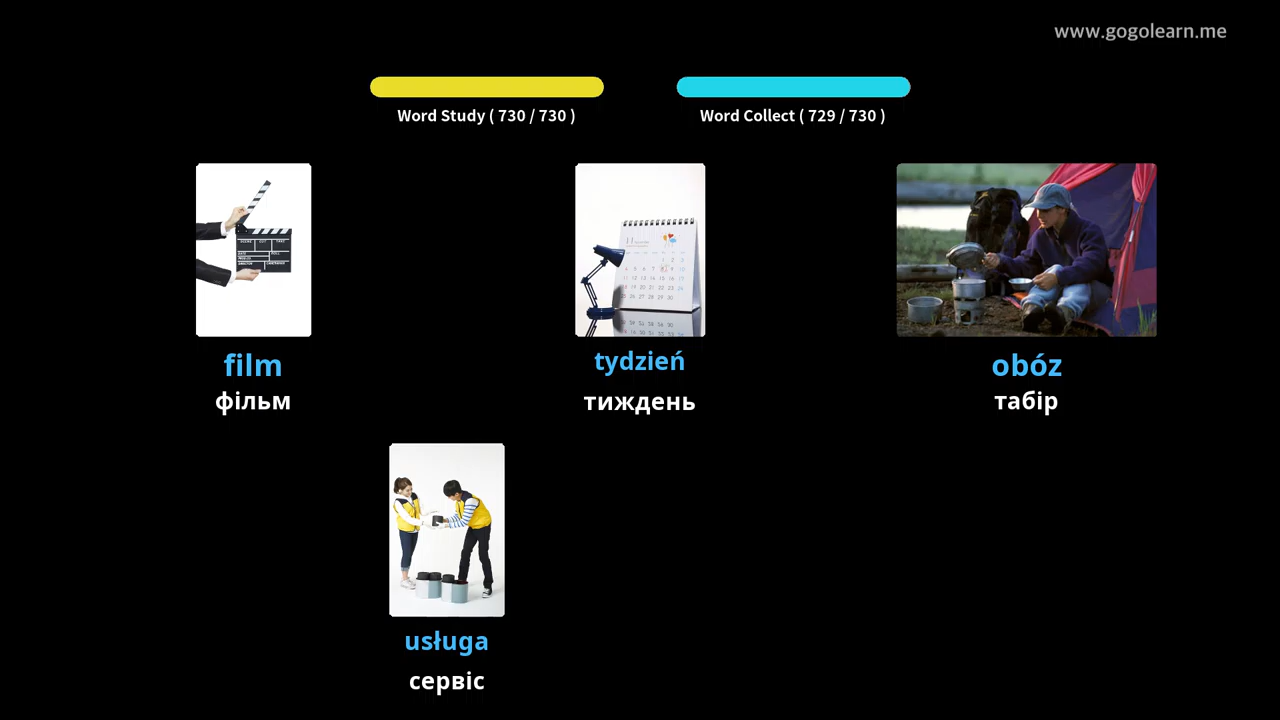 www.gogolearn.me
Word Study ( 730 / 730 )
Word Collect ( 729 / 730 )
film
фільм
tydzień
тиждень
obóz
табір
usługa
сервіс